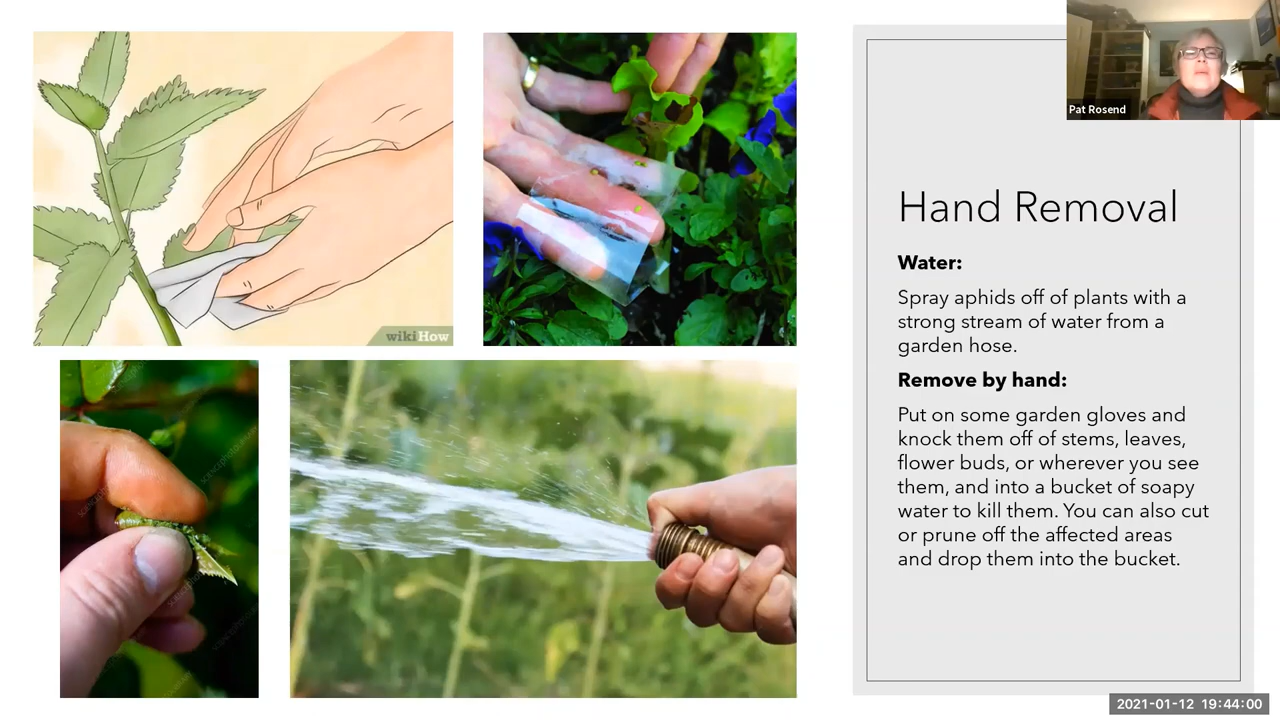 Pat Rosend
Hand Removal
Water:
Spray aphids off of plants with a
strong stream of water from a
garden hose.
Remove by hand:
Put on some garden gloves and
knock them off of stems, leaves,
flower buds, or wherever you see
them, and into a bucket of soapy
water to kill them. You can also cut
or prune off the affected areas
and drop them into the bucket.
wikiHow
2021-01-12 19:44:00